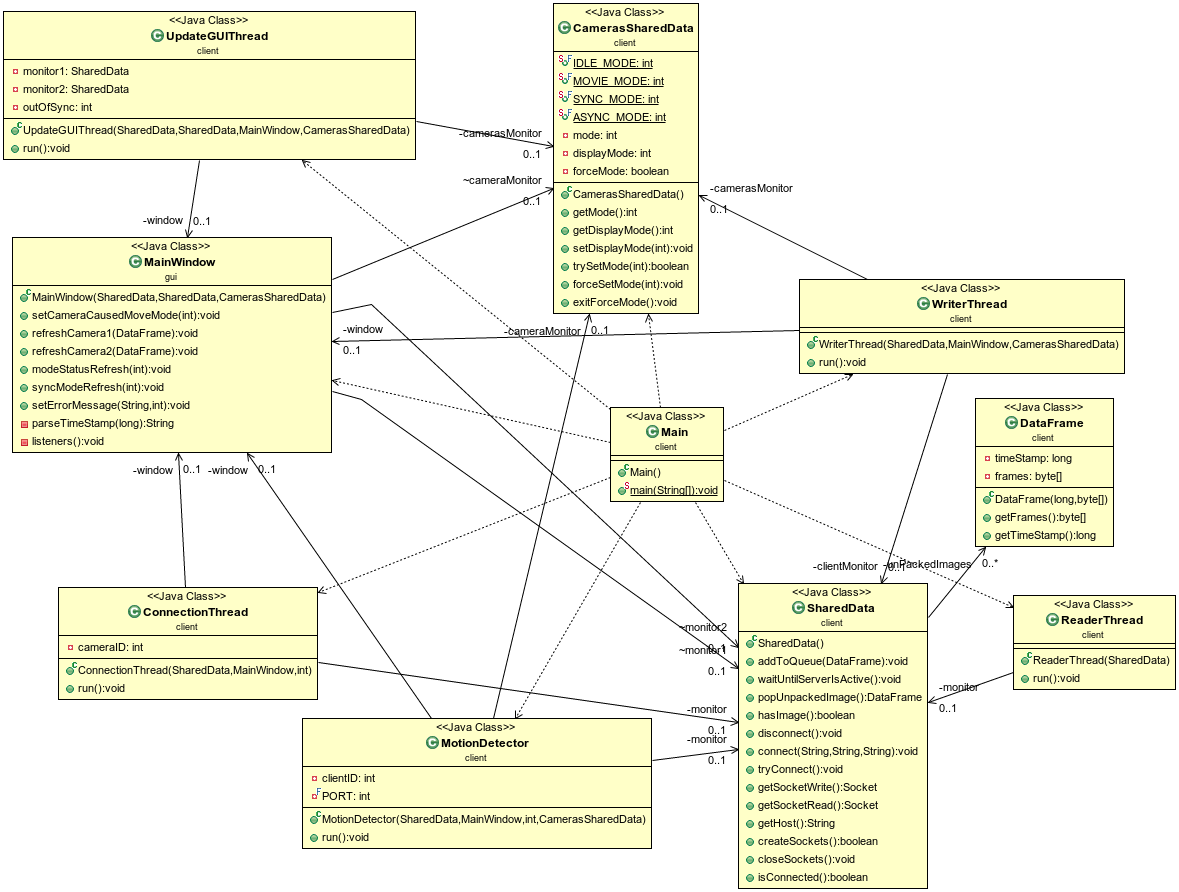 <<Java Class>>
UpdateGUIThread
client
monitor1: SharedData
monitor2: SharedData
outOfSync: int
UpdateGUIThread(SharedData,SharedData,MainWindow,CamerasSharedData)
run():void
<<Java Class>>
CamerasSharedData
client
IDLE_MODE: int
MOVIE_MODE: int
SYNC_MODE: int
ASYNC_MODE: int
mode: int
displayMode: int
forceMode: boolean
CamerasSharedData()
getMode():int
getDisplayMode():int
setDisplayMode(int):void
trySetMode(int):boolean
forceSetMode(int):void
exitForceMode():void
-camerasMonitor
0..1
~cameraMonitor
0..1
-camerasMonitor
0..1
-window
0..1
<<Java Class>>
MainWindow
gui
MainWindow(SharedData,SharedData,CamerasSharedData)
setCameraCausedMoveMode(int):void
refreshCamera1(DataFrame):void
refreshCamera2(DataFrame):void
modeStatusRefresh(int):void
syncModeRefresh(int):void
setErrorMessage(String,int):void
parseTimeStamp(long):String
listeners():void
<<Java Class>>
WriterThread
client
WriterThread(SharedData,MainWindow,CamerasSharedData)
run():void
-window
0..1
-cameraMonitor
0..1
<<Java Class>>
Main
client
Main()
main(String[]):void
<<Java Class>>
DataFrame
client
timeStamp: long
frames: byte[]
DataFrame(long,byte[])
getFrames():byte[]
getTimeStamp():long
-window
0..1
-window
0..1
-clientMonitor
0..1
-unPackedImages
0..*
<<Java Class>>
ConnectionThread
client
cameraID: int
ConnectionThread(SharedData,MainWindow,int)
run():void
<<Java Class>>
SharedData
client
SharedData()
addToQueue(DataFrame):void
waitUntilServerIsActive():void
popUnpackedImage():DataFrame
hasImage():boolean
disconnect():void
connect(String,String,String):void
tryConnect():void
getSocketWrite():Socket
getSocketRead():Socket
getHost():String
createSockets():boolean
closeSockets():void
isConnected():boolean
<<Java Class>>
ReaderThread
client
ReaderThread(SharedData)
run():void
~monitor2
0..1
~monitor1
0..1
-monitor
0..1
-monitor
0..1
-monitor
0..1
<<Java Class>>
MotionDetector
client
clientID: int
PORT: int
MotionDetector(SharedData,MainWindow,int,CamerasSharedData)
run():void